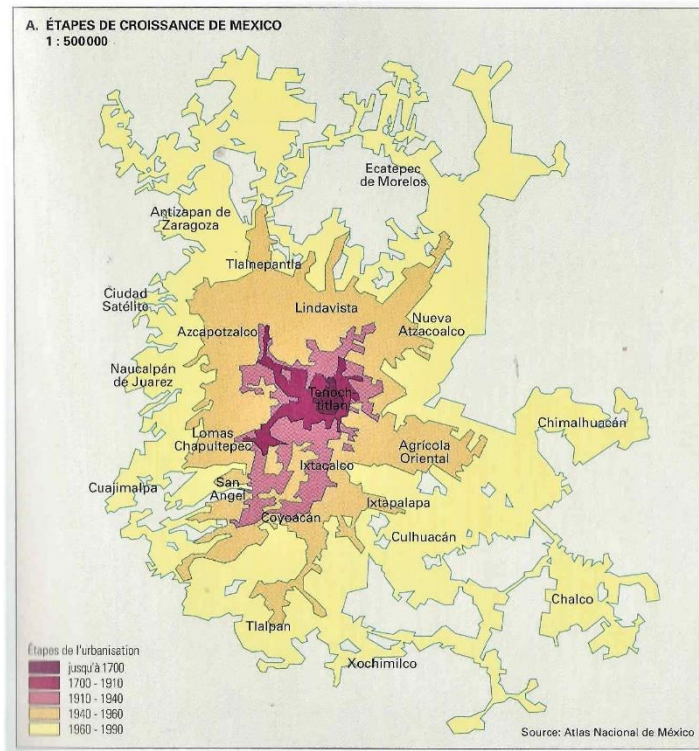 A. ÉTAPES DE CROISSANCE DE MEXICO
1 : 500 000
Ecatepec
de Morelos
Antizapan de
Zaragoza
Tlalnepantla
Ciudad
Satélite
Lindavista
Nueva
Atzacoalco
Azcapotzalco
Naucalpán
de Juarez
Tenoch-
titlan
Chimalhuacán
Lomas
Chapultepec
Agrícola
Oriental
Ixtacalco
Cuajimalpa
San
Angel
Ixtapalapa
Coyoacán
Culhuacán
Chalco
Tlalpan
Xochimilco
Étapes de l'urbanisation
jusqu'à 1700
1700 - 1910
1910 - 1940
1940 - 1960
1960 - 1990
Source: Atlas Nacional de México